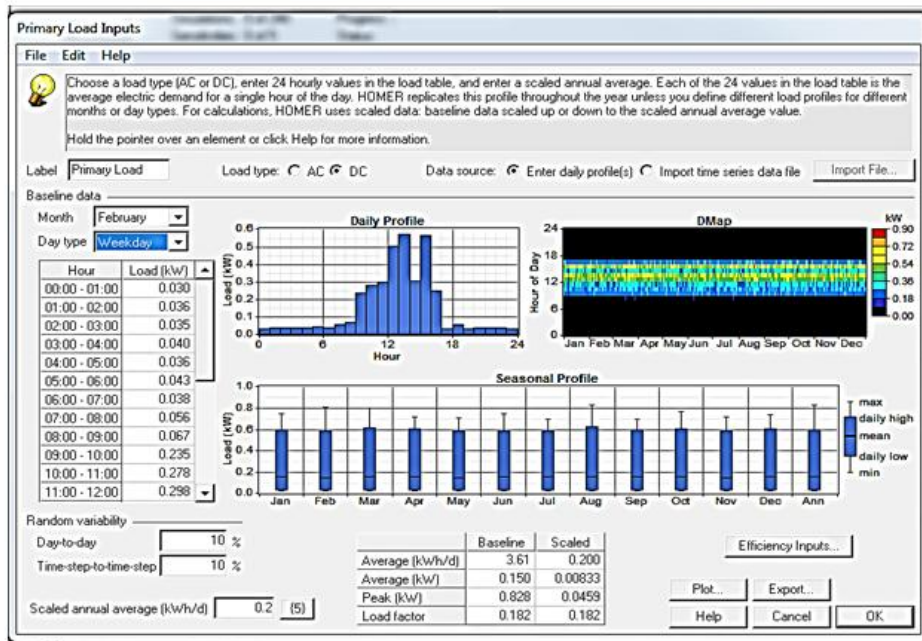 Primary Load Inputs
File Edit Help
Choose a load type (AC or DC), enter 24 hourly values in the load table, and enter a scaled annual average. Each of the 24 values in the load table is the
average electric demand for a single hour of the day. HOMER replicates this profile throughout the year unless you define different load profiles for different
months or day types. For calculations, HOMER uses scaled data: baseline data scaled up or down to the scaled annual average value.
Hold the pointer over an element or click Help for more information.
Label Primary Load Load type: AC DC Data source: Enter daily profile(s) Import time series data file Import File...
Baseline data
Month February
Day type Weekday
Hour Load (kW)
00:00 - 01:00 0.030
01:00 - 02:00 0.036
02:00 - 03:00 0.035
03:00 - 04:00 0.040
04:00 - 05:00 0.036
05:00 - 06:00 0.043
06:00 - 07:00 0.038
07:00 - 08:00 0.056
08:00 - 09:00 0.067
09:00 - 10:00 0.235
10:00 - 11:00 0.278
11:00 - 12:00 0.298
Daily Profile
Load (kW)
0.6
0.5
0.4
0.3
0.2
0.1
0.0
0 6 12 18 24
Hour
DMap
Hour of Day
24
18
12
6
0
Jan Feb Mar Apr May Jun Jul Aug Sep Oct Nov Dec
kW
0.90
0.72
0.54
0.36
0.18
0.00
Seasonal Profile
Load (kW)
1.0
0.8
0.6
0.4
0.2
0.0
Jan Feb Mar Apr May Jun Jul Aug Sep Oct Nov Dec Ann
max
daily high
mean
daily low
min
Random variability
Day-to-day 10 %
Time-step-to-time-step 10 %
Scaled annual average (kWh/d) 0.2 (5)
Baseline Scaled
Average (kWh/d) 3.61 0.200
Average (kW) 0.150 0.00833
Peak (kW) 0.828 0.0459
Load factor 0.182 0.182
Efficiency Inputs...
Plot... Export...
Help Cancel OK